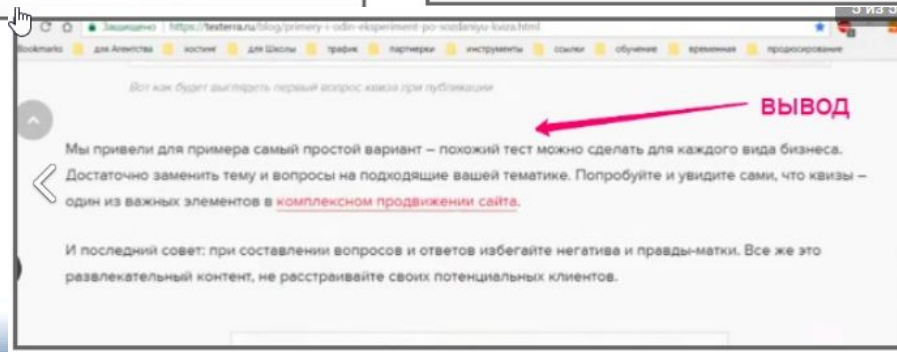 5 из 5
Защищено | https://texterra.ru/blog/primery-i-odin-eksperiment-po-sozdaniyu-kviza.html
Bookmarks для Агентства хостинг для Школы трафик партнерки инструменты ссылки обучение временная продюсирование
Вот как будет выглядеть первый вопрос квиза при публикации
ВЫВОД
Мы привели для примера самый простой вариант – похожий тест можно сделать для каждого вида бизнеса.
Достаточно заменить тему и вопросы на подходящие вашей тематике. Попробуйте и увидите сами, что квизы –
один из важных элементов в комплексном продвижении сайта.
И последний совет: при составлении вопросов и ответов избегайте негатива и правды-матки. Все же это
развлекательный контент, не расстраивайте своих потенциальных клиентов.